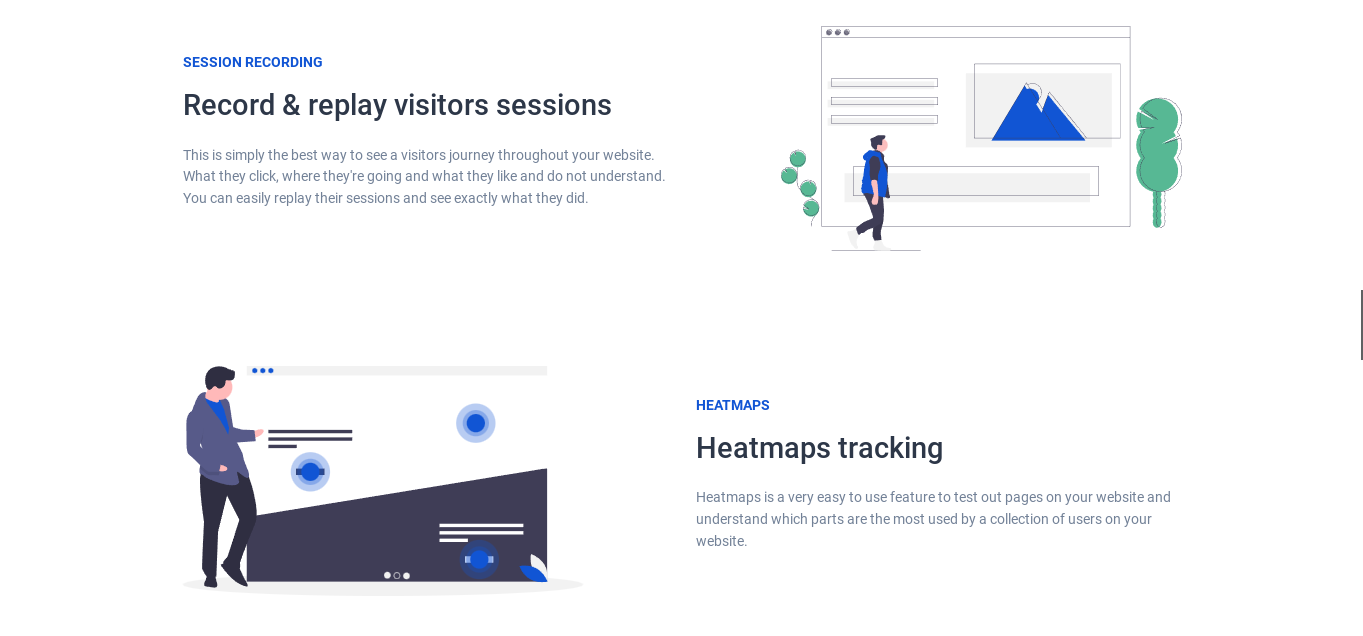 SESSION RECORDING
Record & replay visitors sessions
This is simply the best way to see a visitors journey throughout your website.
What they click, where they're going and what they like and do not understand.
You can easily replay their sessions and see exactly what they did.
HEATMAPS
Heatmaps tracking
Heatmaps is a very easy to use feature to test out pages on your website and
understand which parts are the most used by a collection of users on your
website.